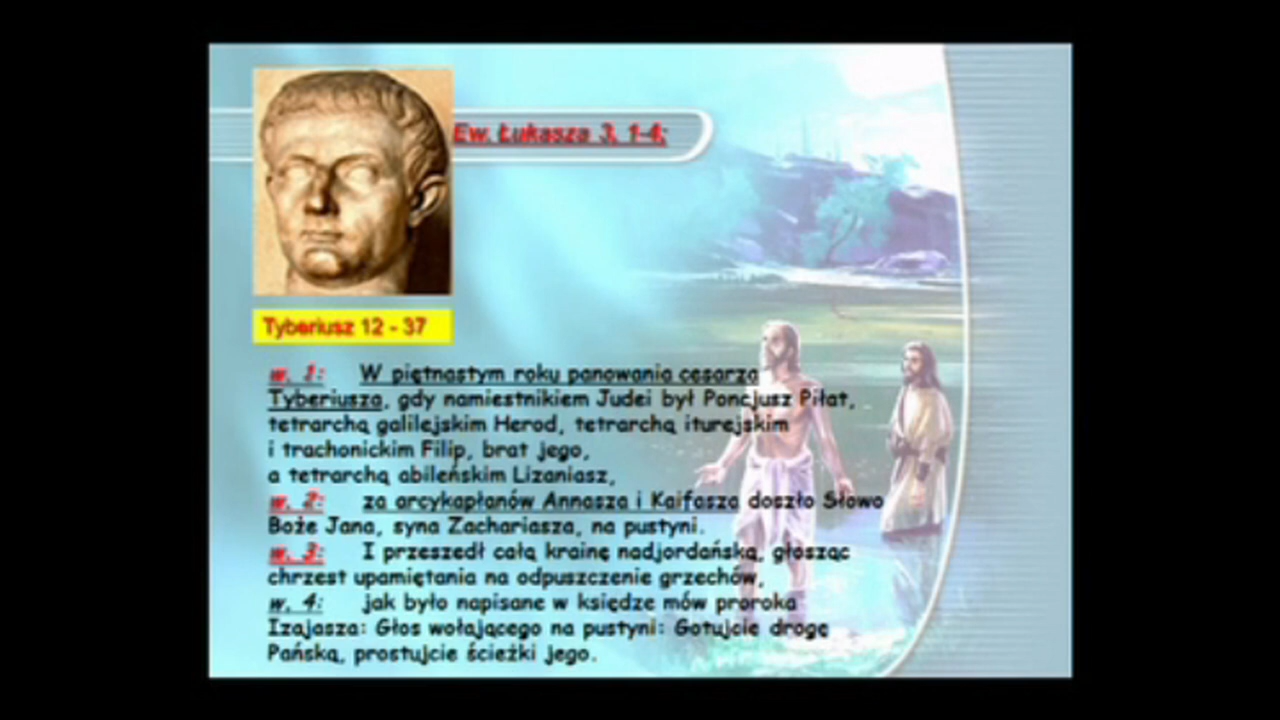 Ew. Łukasza 3, 1-4;
Tyberiusz 12 - 37
w. 1: W piętnastym roku panowania cesarza
Tyberiusza, gdy namiestnikiem Judei był Poncjusz Piłat,
tetrarchą galilejskim Herod, tetrarchą iturejskim
i trachonickim Filip, brat jego,
a tetrarchą abileńskim Lizaniasz,
w. 2: za arcykapłanów Annasza i Kaifasza doszło Słowo
Boże Jana, syna Zachariasza, na pustyni.
w. 3: I przeszedł całą krainę nadjordańską, głosząc
chrzest upamiętania na odpuszczenie grzechów,
w. 4: jak było napisane w księdze mów proroka
Izajasza: Głos wołającego na pustyni: Gotujcie drogę
Pańską, prostujcie ścieżki jego.